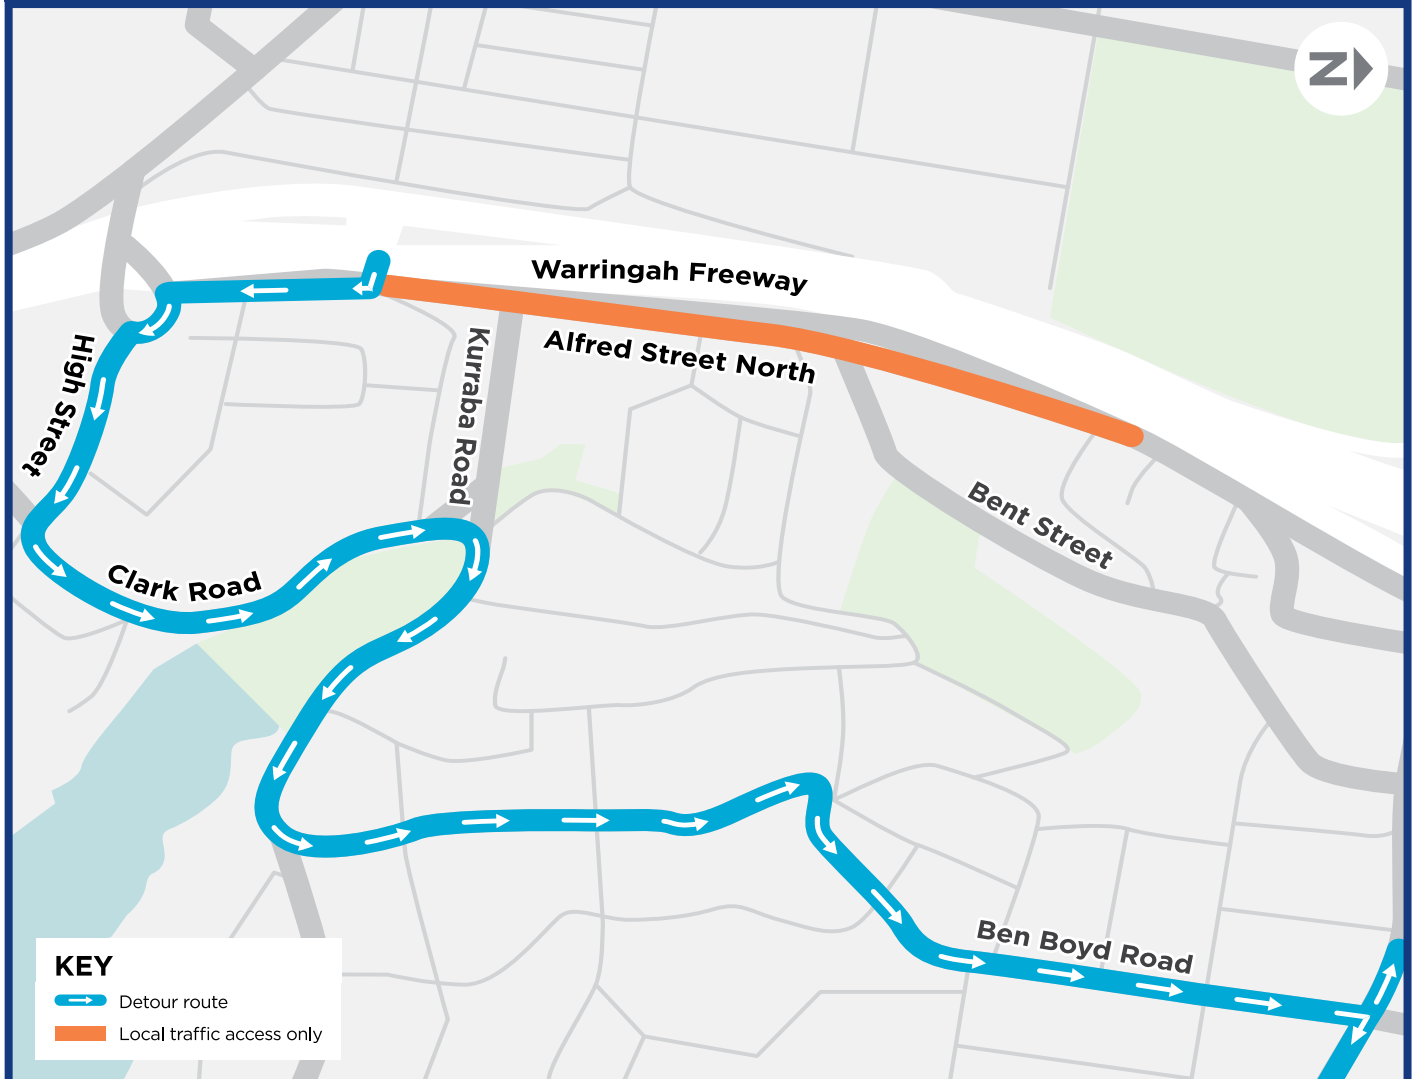 Z
Warringah Freeway
Alfred Street North
Kurraba Road
High Street
Bent Street
Clark Road
Ben Boyd Road
KEY
Detour route
Local traffic access only